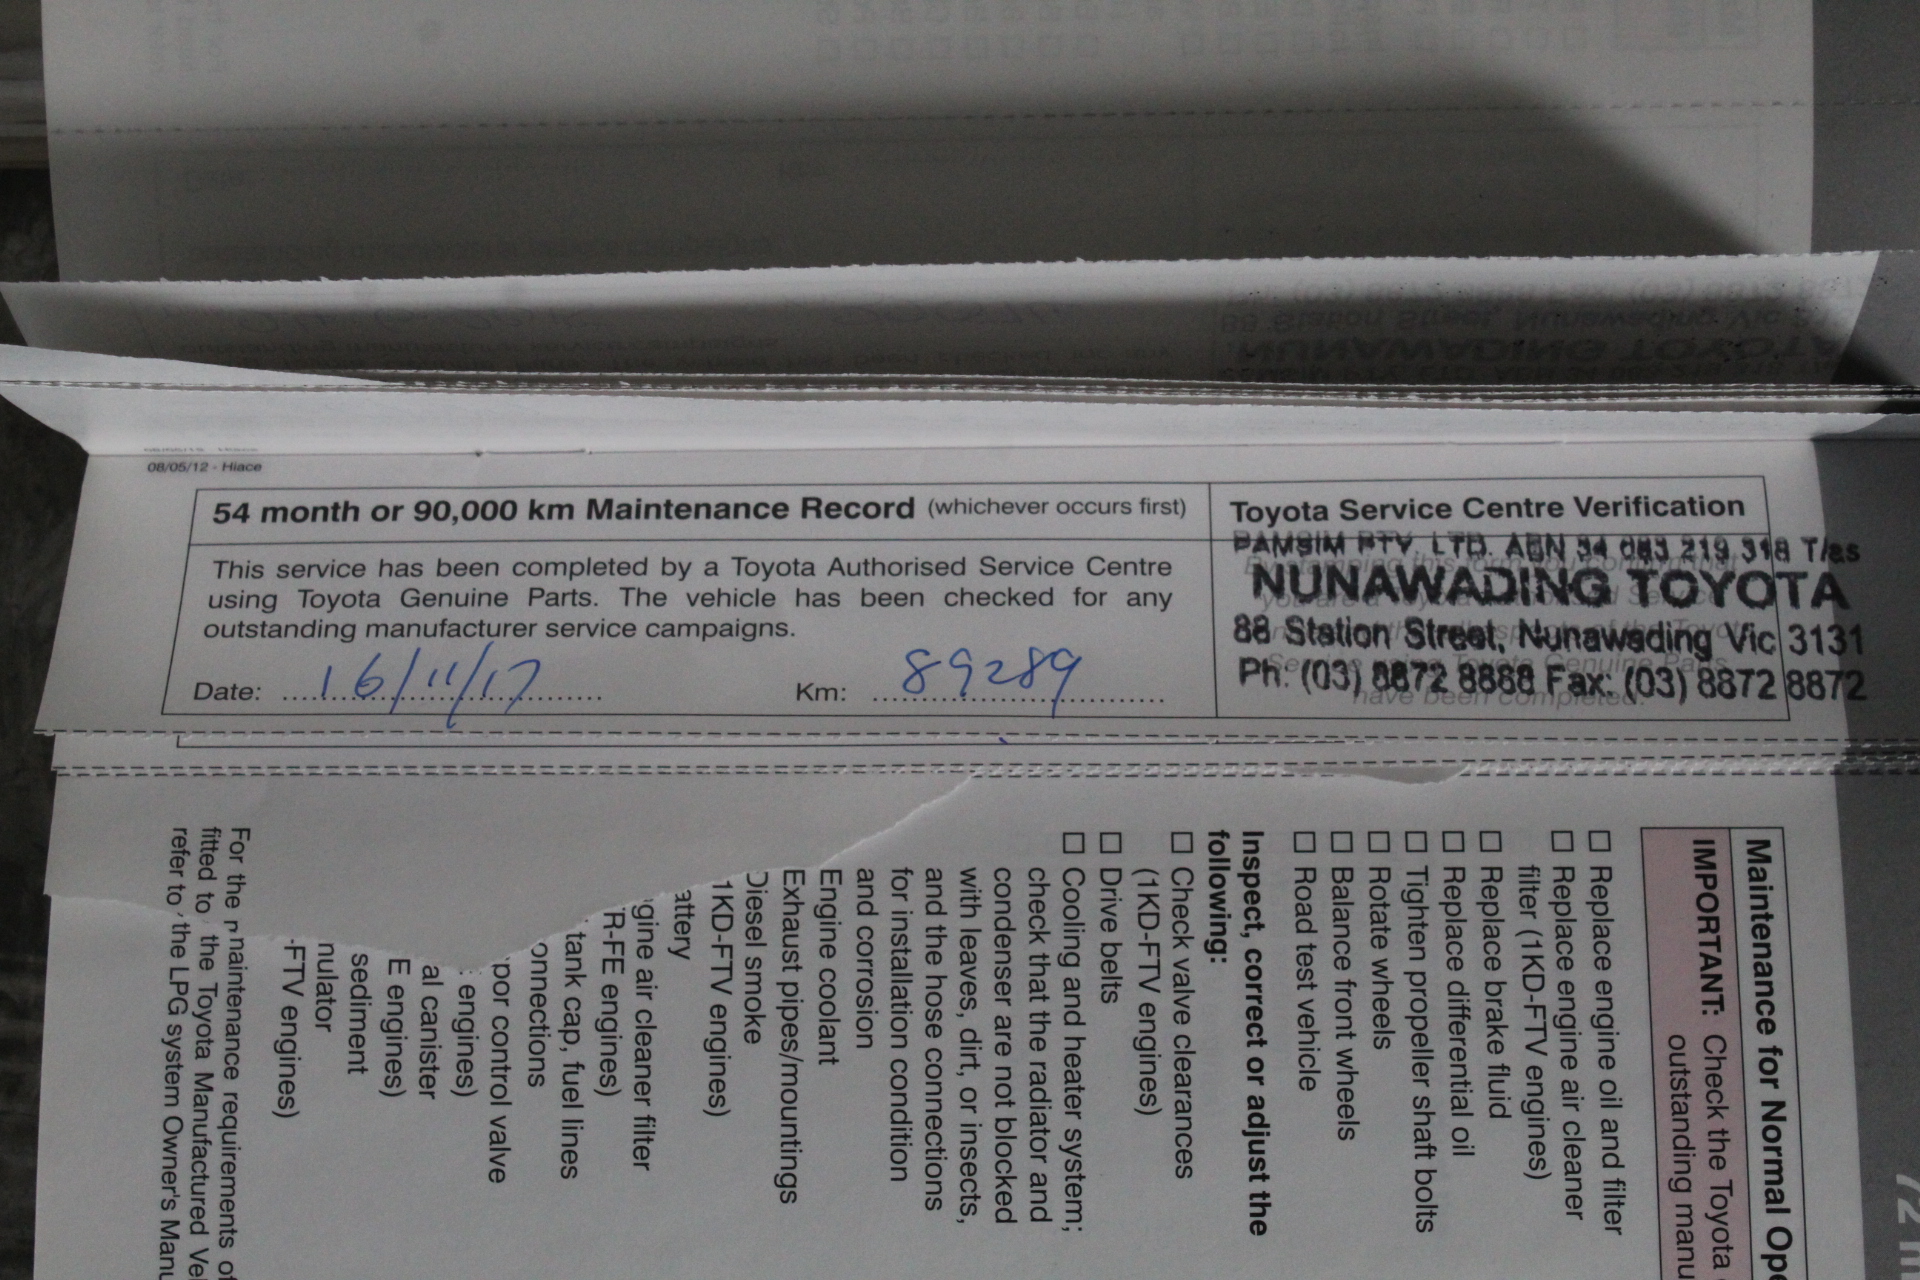 08/05/12 - Hiace
54 month or 90,000 km Maintenance Record (whichever occurs first)
This service has been completed by a Toyota Authorised Service Centre
using Toyota Genuine Parts. The vehicle has been checked for any
outstanding manufacturer service campaigns.
Date: 16/11/17 Km: 89289
Toyota Service Centre Verification
PAMSIM PTY. LTD. ABN 34 083 219 318 T/as
NUNAWADING TOYOTA
88 Station Street, Nunawading Vic 3131
Ph: (03) 8872 8888 Fax: (03) 8872 8872
have been completed.
72 m
Maintenance for Normal Ope
IMPORTANT: Check the Toyota
outstanding manu
☐ Replace engine oil and filter
☐ Replace engine air cleaner
filter (1KD-FTV engines)
☐ Replace brake fluid
☐ Replace differential oil
☐ Tighten propeller shaft bolts
☐ Rotate wheels
☐ Balance front wheels
☐ Road test vehicle
Inspect, correct or adjust the
following:
☐ Check valve clearances
(1KD-FTV engines)
☐ Drive belts
☐ Cooling and heater system;
check that the radiator and
condenser are not blocked
with leaves, dirt, or insects,
and the hose connections
for installation condition
and corrosion
Engine coolant
Exhaust pipes/mountings
Diesel smoke
1KD-FTV engines)
attery
gine air cleaner filter
R-FE engines)
tank cap, fuel lines
onnections
por control valve
engines)
al canister
E engines)
sediment
nulator
-FTV engines)
For the maintenance requirements of
fitted to the Toyota Manufactured Vel
refer to the LPG system Owner's Manu